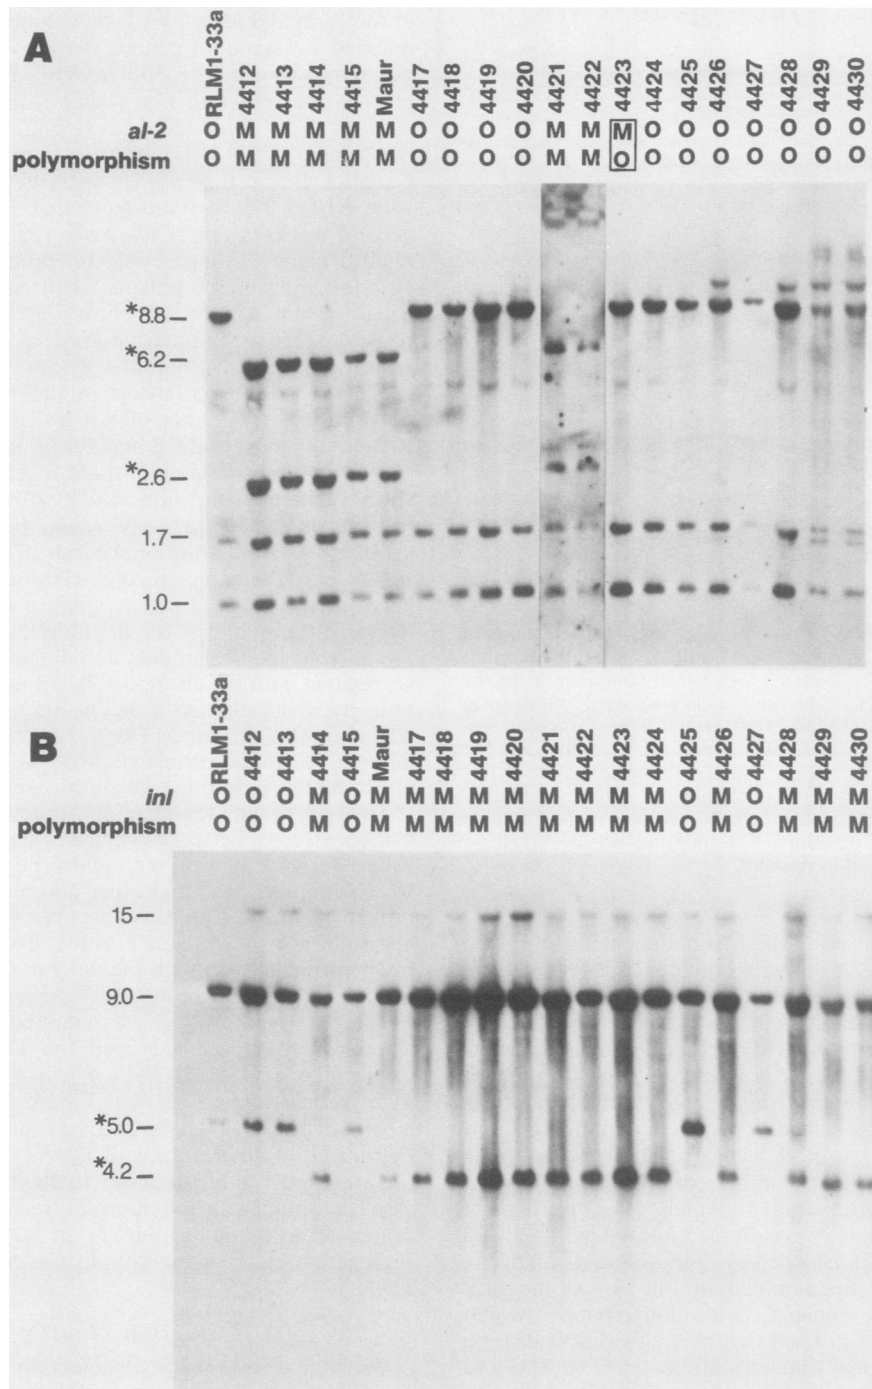 A
ORLM1-33a 4412 4413 4414 4415 Maur 4417 4418 4419 4420 4421 4422 4423 4424 4425 4426 4427 4428 4429 4430
al-2 O M M M M M O O O O M M M O O O O O O O
polymorphism O M M M M M O O O O M M O O O O O O O O
*8.8
*6.2
*2.6
1.7
1.0
B
ORLM1-33a 4412 4413 4414 4415 Maur 4417 4418 4419 4420 4421 4422 4423 4424 4425 4426 4427 4428 4429 4430
inl O O O M O M M M M M M M M M O M O M M M
polymorphism O O O M O M M M M M M M M M O M O M M M
15
9.0
*5.0
*4.2